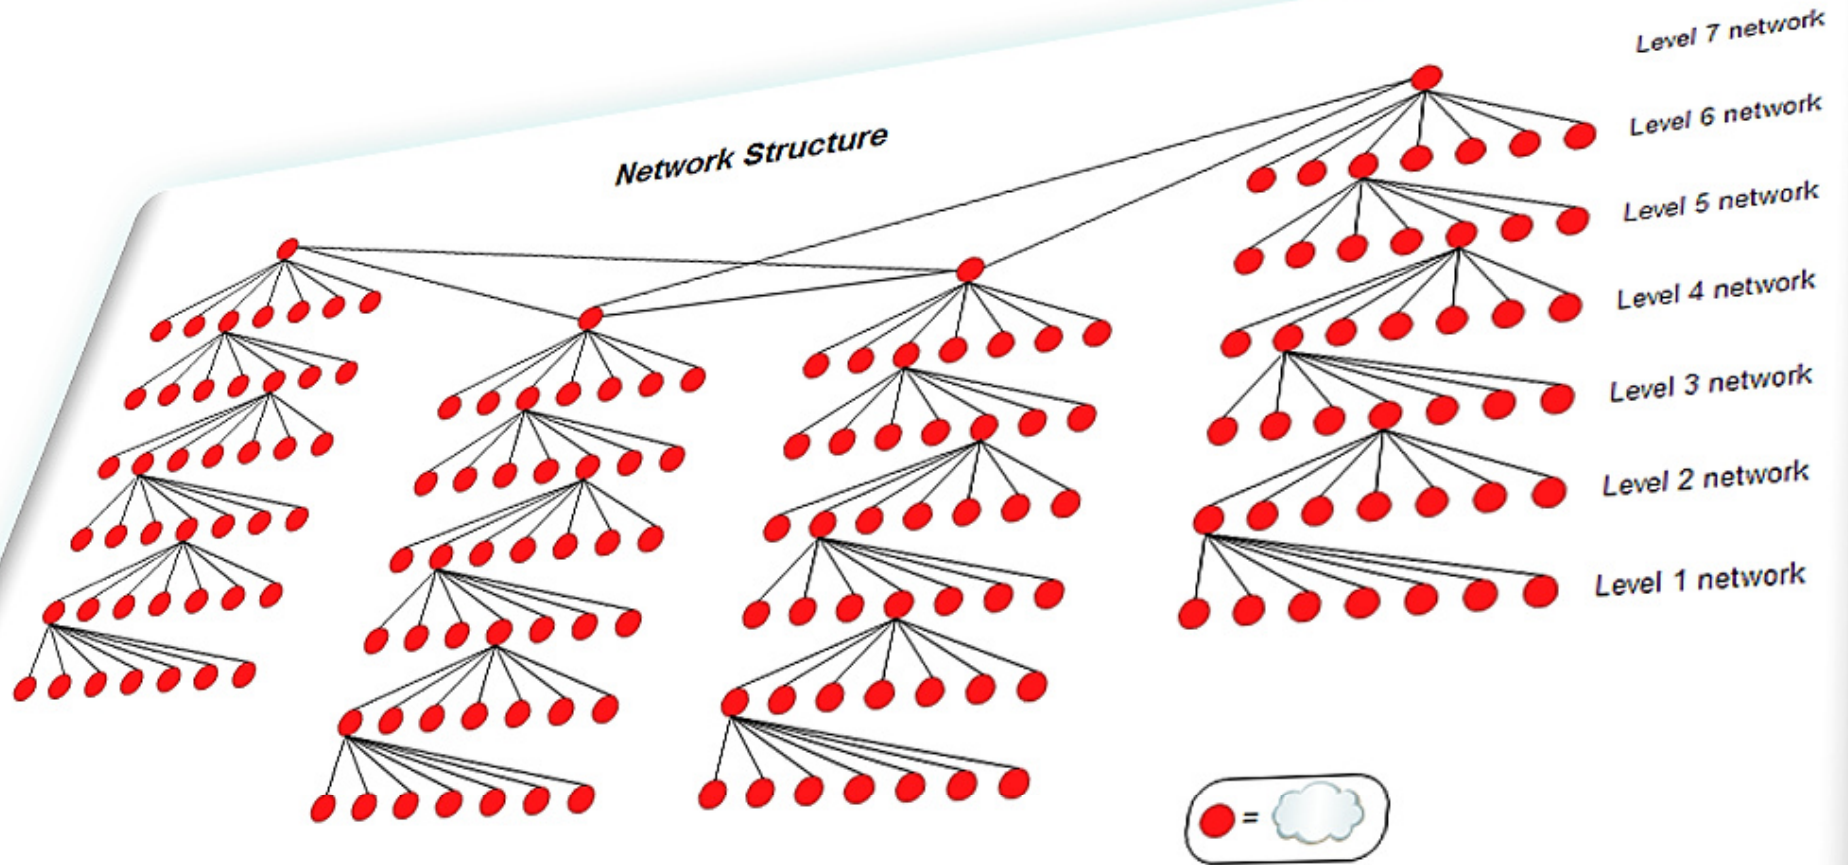 Network Structure
Level 7 network
Level 6 network
Level 5 network
Level 4 network
Level 3 network
Level 2 network
Level 1 network
=